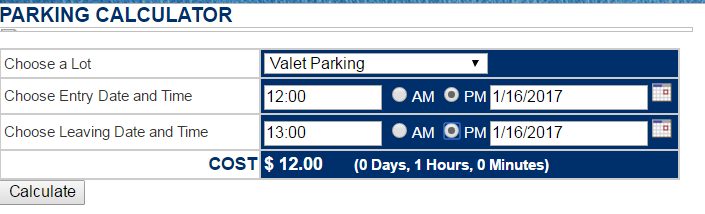 PARKING CALCULATOR
Choose a Lot Valet Parking
Choose Entry Date and Time 12:00 AM PM 1/16/2017
Choose Leaving Date and Time 13:00 AM PM 1/16/2017
COST $ 12.00 (0 Days, 1 Hours, 0 Minutes)
Calculate